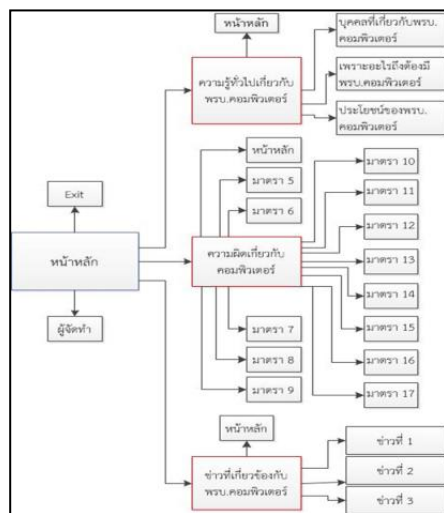 หน้าหลัก
บุคคลที่เกี่ยวกับพรบ.
คอมพิวเตอร์
ความรู้ทั่วไปเกี่ยวกับ
พรบ.คอมพิวเตอร์
เพราะอะไรถึงต้องมี
พรบ.คอมพิวเตอร์
ประโยชน์ของพรบ.
คอมพิวเตอร์
หน้าหลัก
มาตรา 5
มาตรา 6
มาตรา 10
มาตรา 11
มาตรา 12
Exit
หน้าหลัก
ผู้จัดทำ
ความผิดเกี่ยวกับ
คอมพิวเตอร์
มาตรา 13
มาตรา 14
มาตรา 15
มาตรา 16
มาตรา 17
มาตรา 7
มาตรา 8
มาตรา 9
หน้าหลัก
ข่าวที่เกี่ยวข้องกับ
พรบ.คอมพิวเตอร์
ข่าวที่ 1
ข่าวที่ 2
ข่าวที่ 3